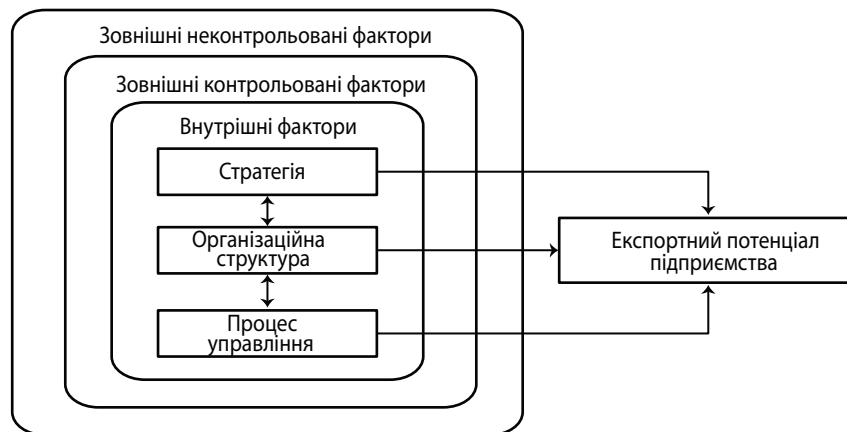 Зовнішні неконтрольовані фактори
Зовнішні контрольовані фактори
Внутрішні фактори
Стратегія
Організаційна
структура
Процес
управління
Експортний потенціал
підприємства